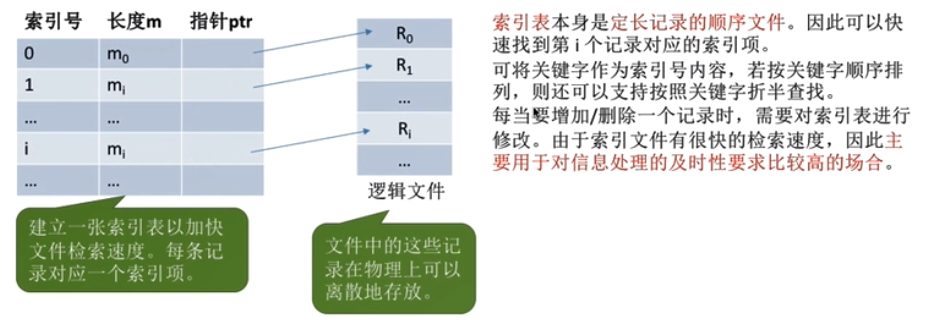 索引号 长度m 指针ptr
0 m₀
1 mᵢ
... ...
i mᵢ
... ...
R₀
R₁
...
Rᵢ
...
逻辑文件
建立一张索引表以加快
文件检索速度。每条记
录对应一个索引项。
文件中的这些记
录在物理上可以
离散地存放。
索引表本身是定长记录的顺序文件。因此可以快
速找到第 i 个记录对应的索引项。
可将关键字作为索引号内容，若按关键字顺序排
列，则还可以支持按照关键字折半查找。
每当要增加/删除一个记录时，需要对索引表进行
修改。由于索引文件有很快的检索速度，因此主
要用于对信息处理的及时性要求比较高的场合。